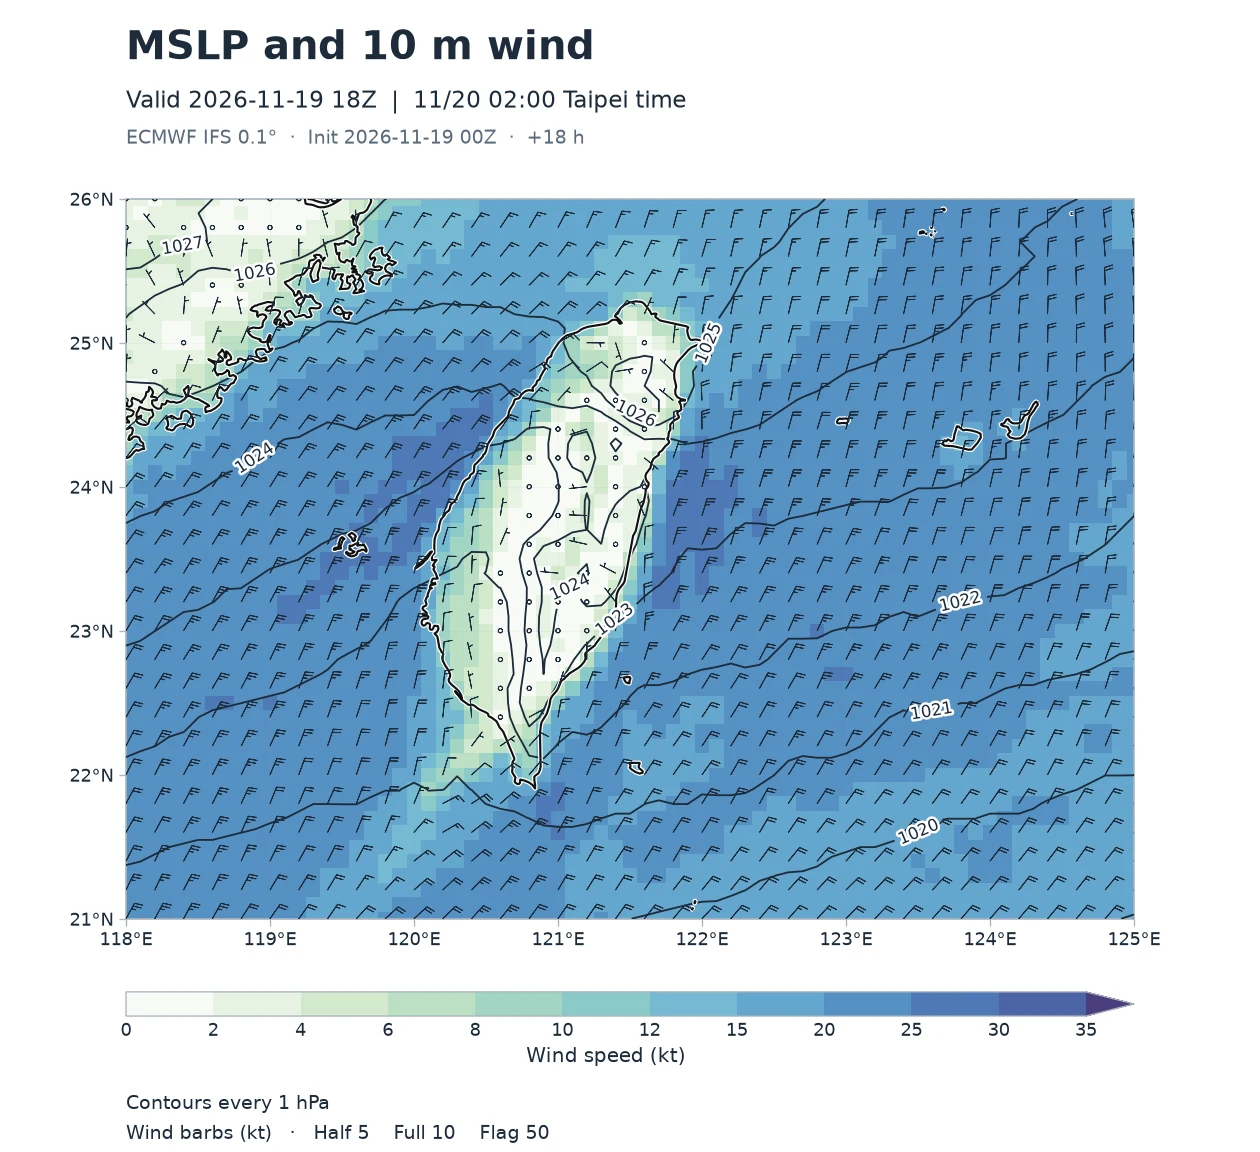 MSLP and 10 m wind
Valid 2026-11-19 18Z | 11/20 02:00 Taipei time
ECMWF IFS 0.1° · Init 2026-11-19 00Z · +18 h
26°N
25°N
24°N
23°N
22°N
21°N
1027
1026
1025
1026
1024
1024
1023
1022
1021
1020
118°E 119°E 120°E 121°E 122°E 123°E 124°E 125°E
0 2 4 6 8 10 12 15 20 25 30 35
Wind speed (kt)
Contours every 1 hPa
Wind barbs (kt) · Half 5 Full 10 Flag 50